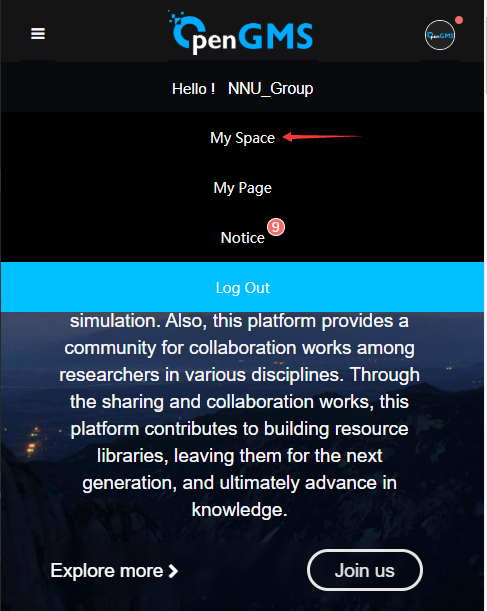 OpenGMS
OpenGMS
Hello ! NNU_Group
My Space
My Page
Notice 9
Log Out
simulation. Also, this platform provides a
community for collaboration works among
researchers in various disciplines. Through
the sharing and collaboration works, this
platform contributes to building resource
libraries, leaving them for the next
generation, and ultimately advance in
knowledge.
Explore more
Join us